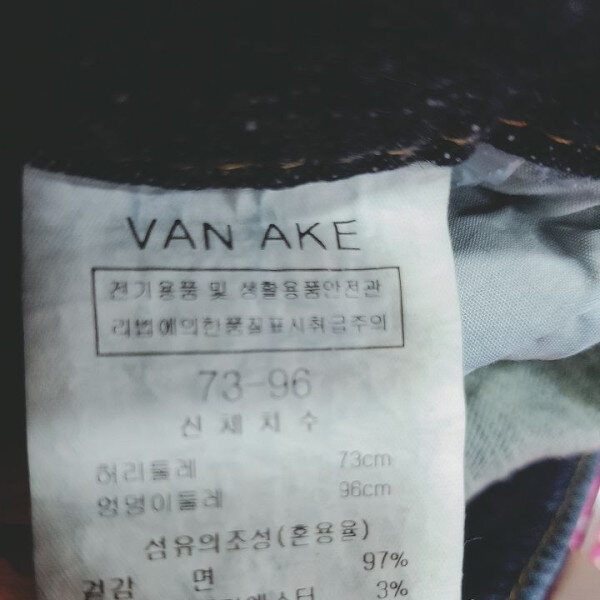 VAN AKE
전기용품 및 생활용품안전관
리법에의한품질표시취급주의
73-96
신체치수
허리둘레 73cm
엉덩이둘레 96cm
섬유의조성(혼용율)
겉감 면 97%
3%